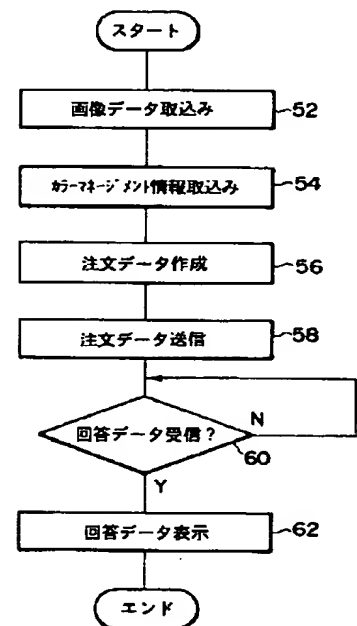 スタート
画像データ取込み 52
カラーマネージメント情報取込み 54
注文データ作成 56
注文データ送信 58
回答データ受信? N
60
Y
回答データ表示 62
エンド